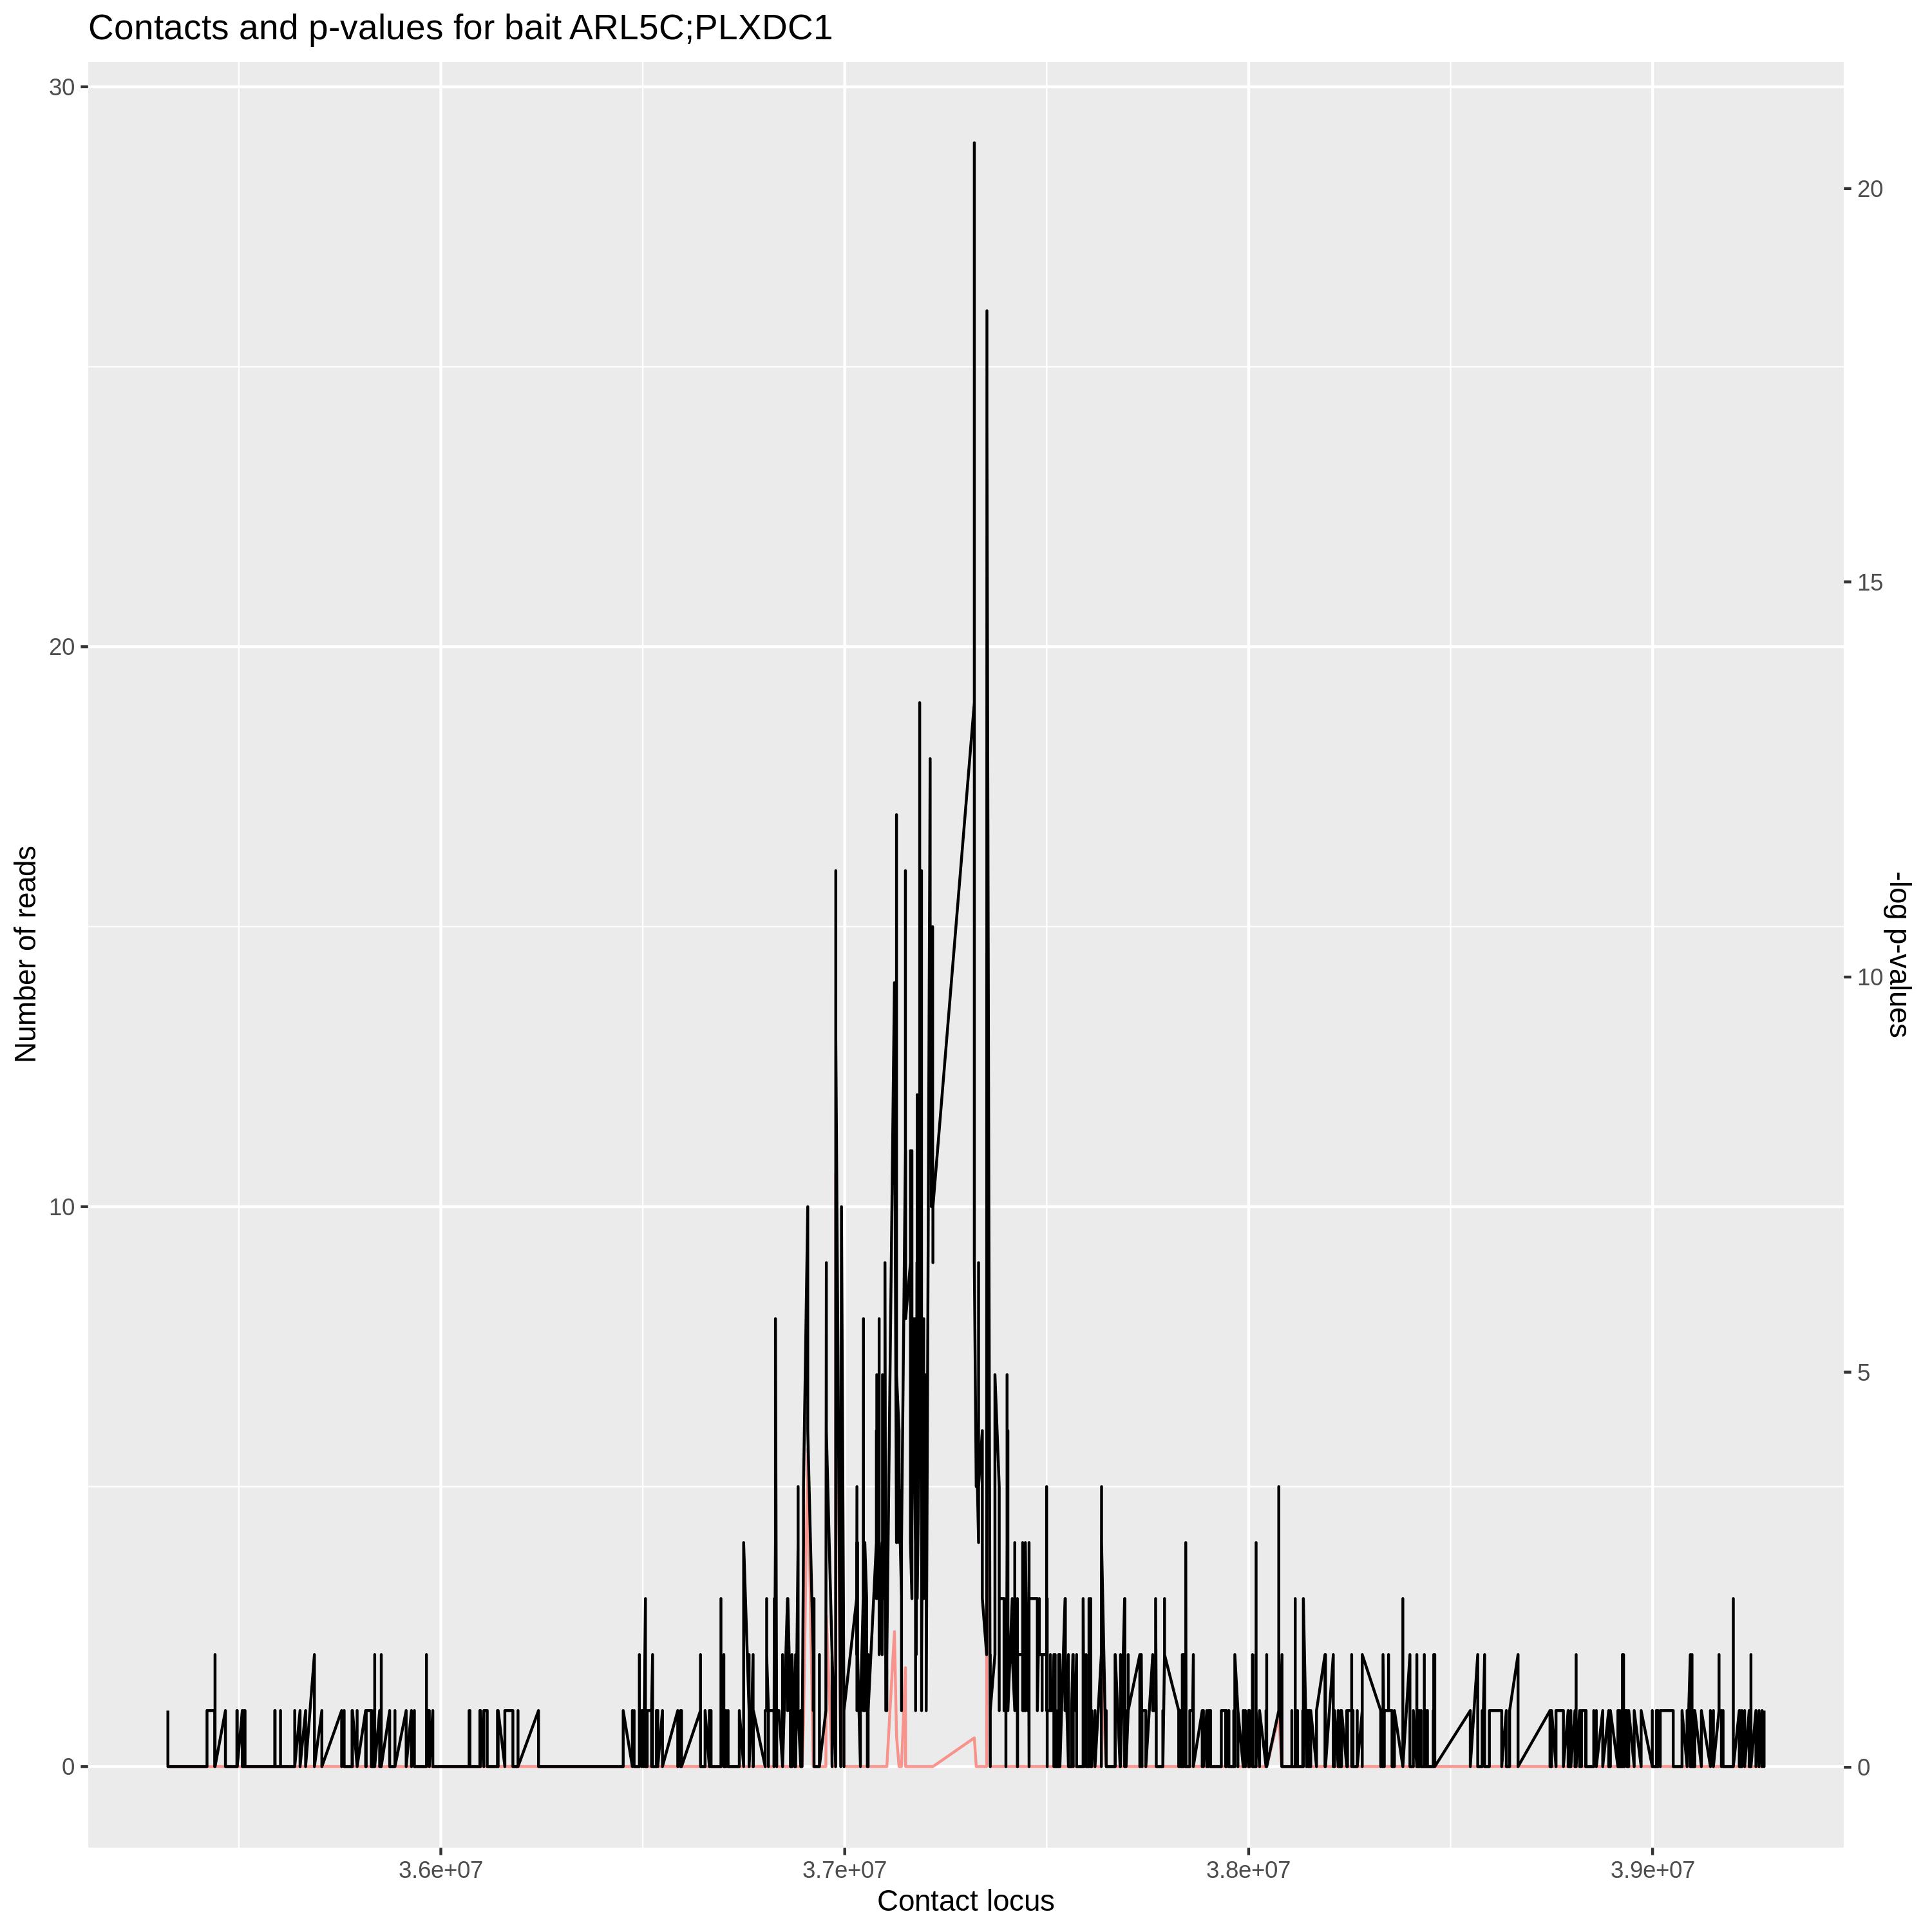 Contacts and p-values for bait ARL5C;PLXDC1
30
20
10
0
Number of reads
20
15
10
5
0
-log p-values
3.6e+07
3.7e+07
3.8e+07
3.9e+07
Contact locus